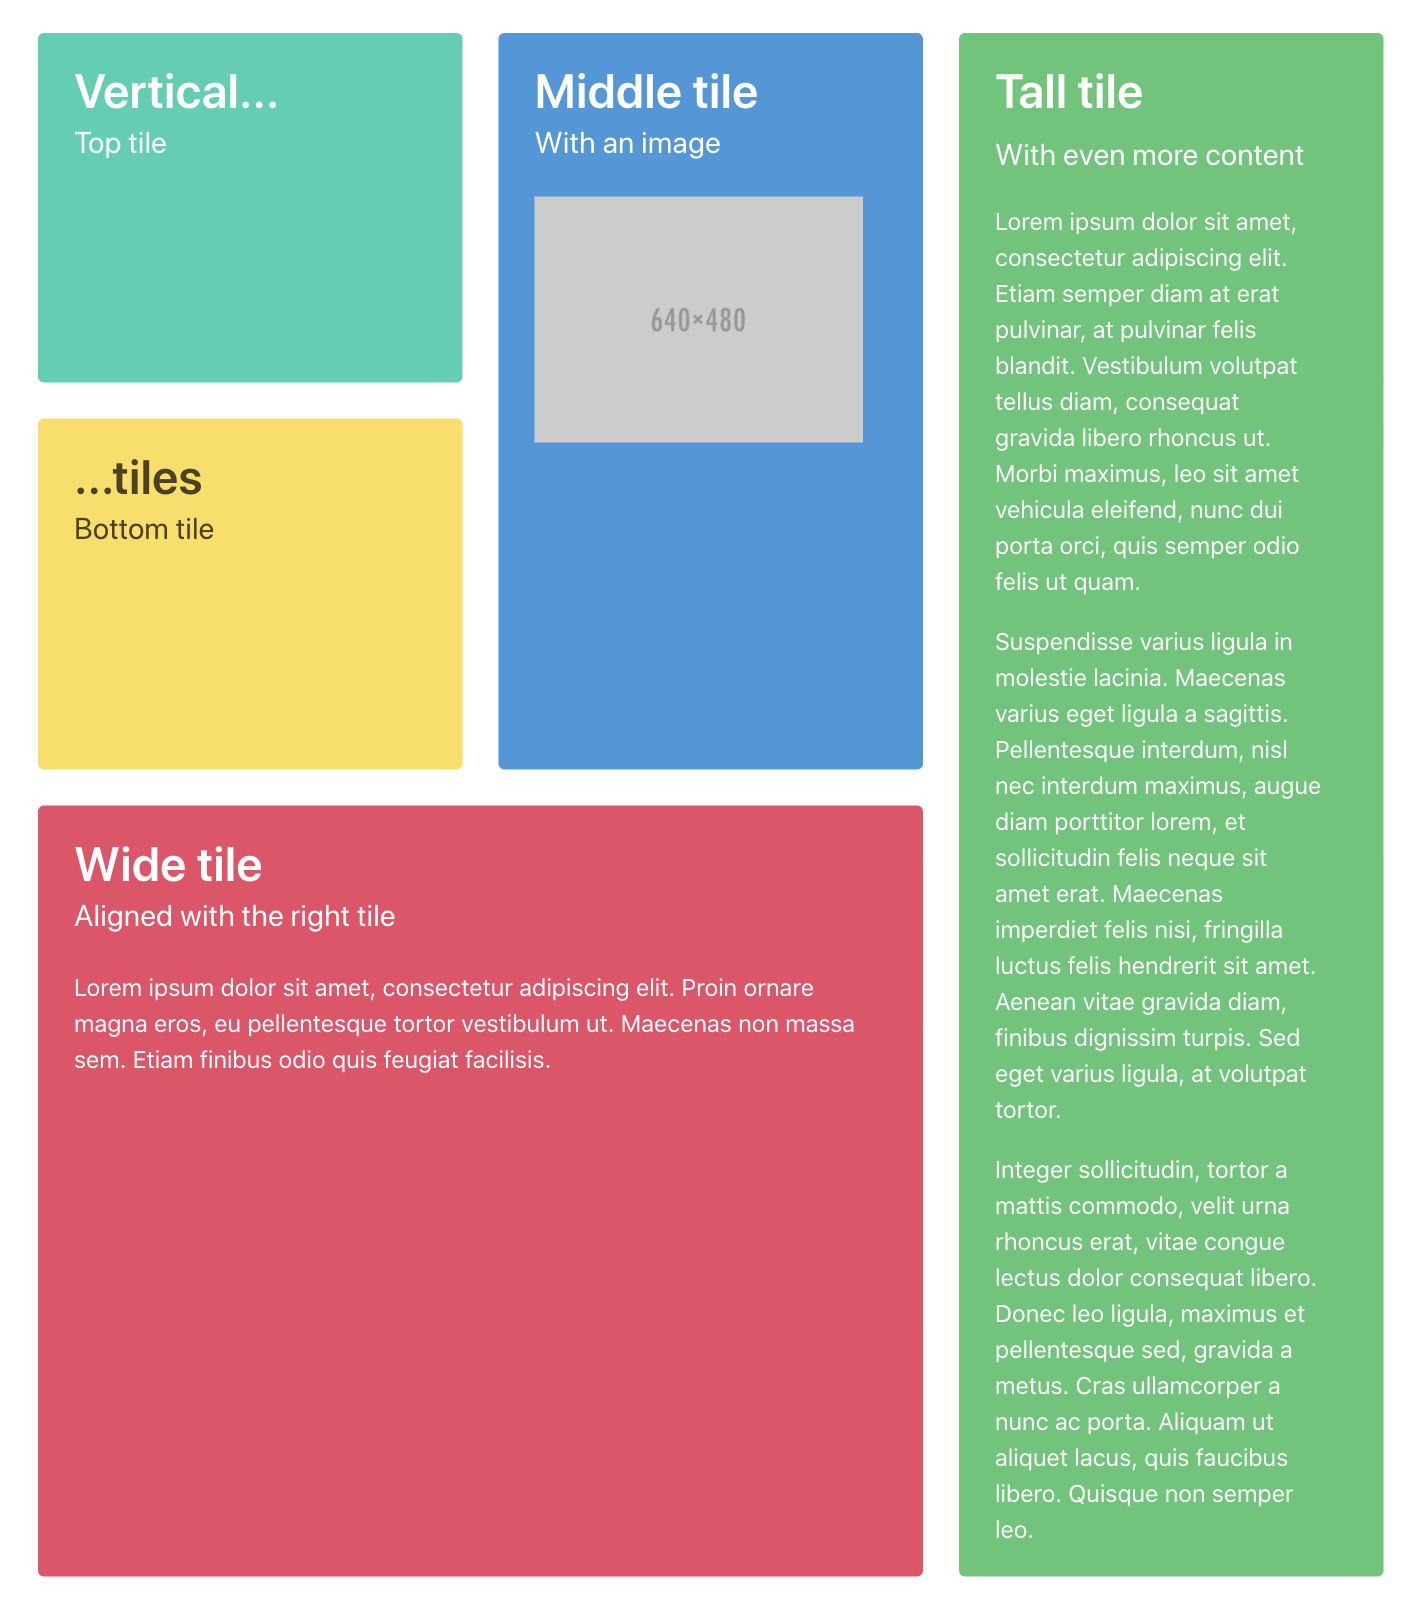 Vertical...
Top tile
...tiles
Bottom tile
Middle tile
With an image
640×480
Wide tile
Aligned with the right tile
Lorem ipsum dolor sit amet, consectetur adipiscing elit. Proin ornare
magna eros, eu pellentesque tortor vestibulum ut. Maecenas non massa
sem. Etiam finibus odio quis feugiat facilisis.
Tall tile
With even more content
Lorem ipsum dolor sit amet,
consectetur adipiscing elit.
Etiam semper diam at erat
pulvinar, at pulvinar felis
blandit. Vestibulum volutpat
tellus diam, consequat
gravida libero rhoncus ut.
Morbi maximus, leo sit amet
vehicula eleifend, nunc dui
porta orci, quis semper odio
felis ut quam.
Suspendisse varius ligula in
molestie lacinia. Maecenas
varius eget ligula a sagittis.
Pellentesque interdum, nisl
nec interdum maximus, augue
diam porttitor lorem, et
sollicitudin felis neque sit
amet erat. Maecenas
imperdiet felis nisi, fringilla
luctus felis hendrerit sit amet.
Aenean vitae gravida diam,
finibus dignissim turpis. Sed
eget varius ligula, at volutpat
tortor.
Integer sollicitudin, tortor a
mattis commodo, velit urna
rhoncus erat, vitae congue
lectus dolor consequat libero.
Donec leo ligula, maximus et
pellentesque sed, gravida a
metus. Cras ullamcorper a
nunc ac porta. Aliquam ut
aliquet lacus, quis faucibus
libero. Quisque non semper
leo.